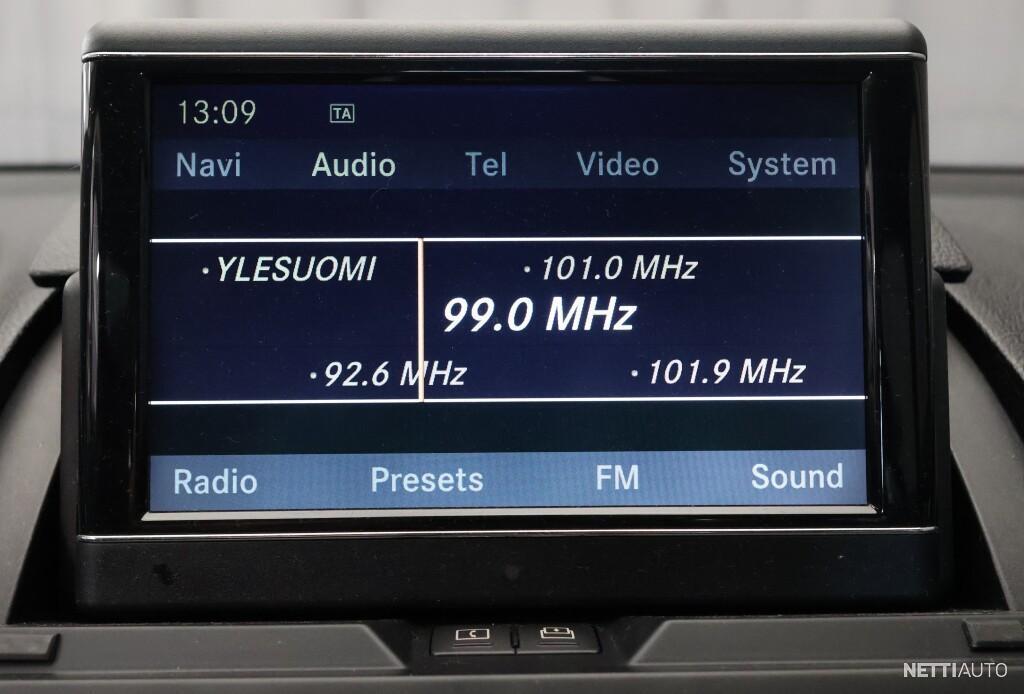 13:09 TA
Navi Audio Tel Video System
·YLESUOMI ·101.0 MHz
99.0 MHz
·92.6 MHz ·101.9 MHz
Radio Presets FM Sound
C
NETTIAUTO